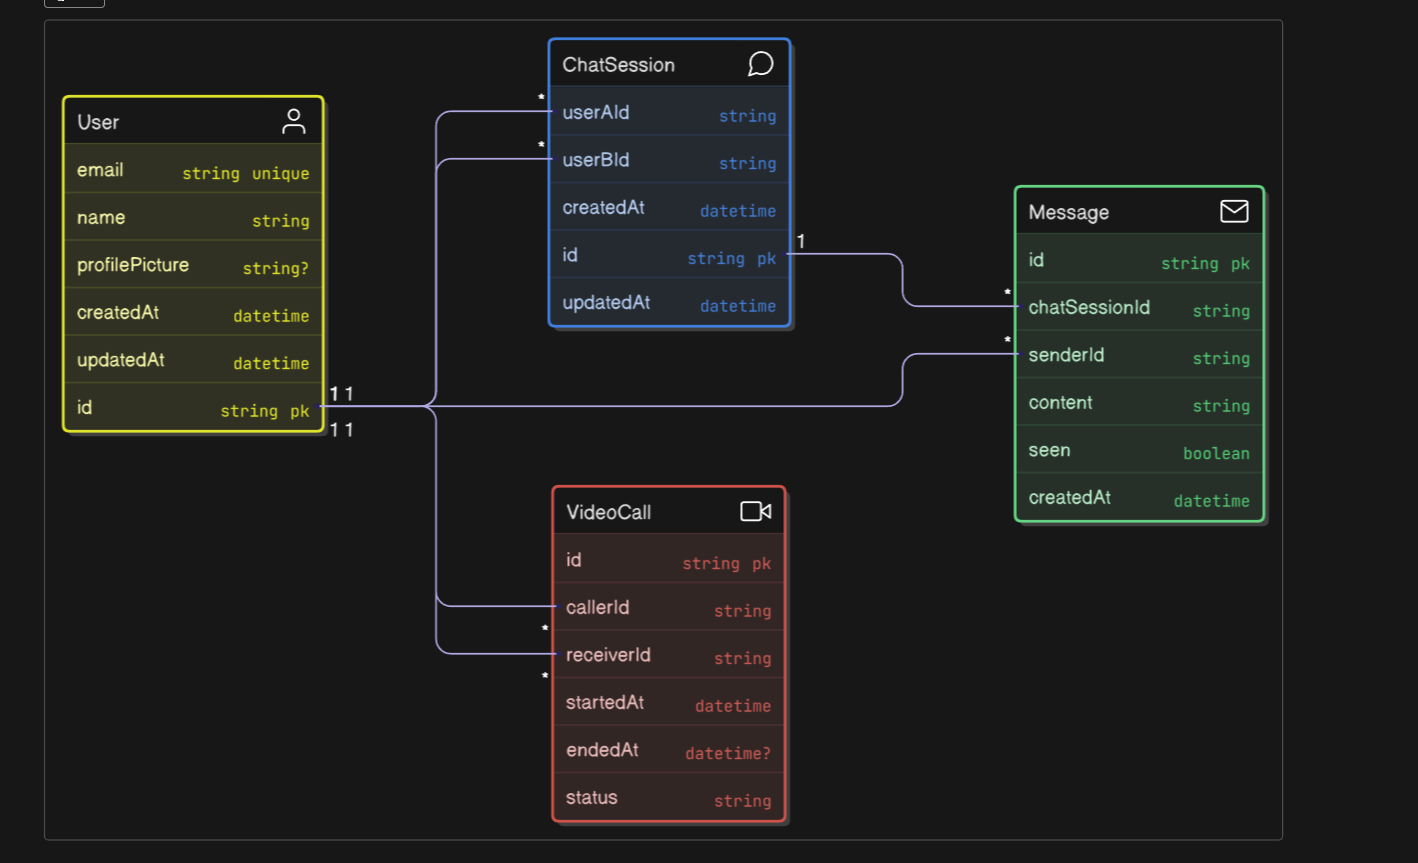 User
email string unique
name string
profilePicture string?
createdAt datetime
updatedAt datetime
id string pk
1 1
1 1
ChatSession
* userAId string
* userBId string
createdAt datetime
id string pk
1
updatedAt datetime
Message
id string pk
* chatSessionId string
* senderId string
content string
seen boolean
createdAt datetime
VideoCall
id string pk
callerId string
*
receiverId string
*
startedAt datetime
endedAt datetime?
status string